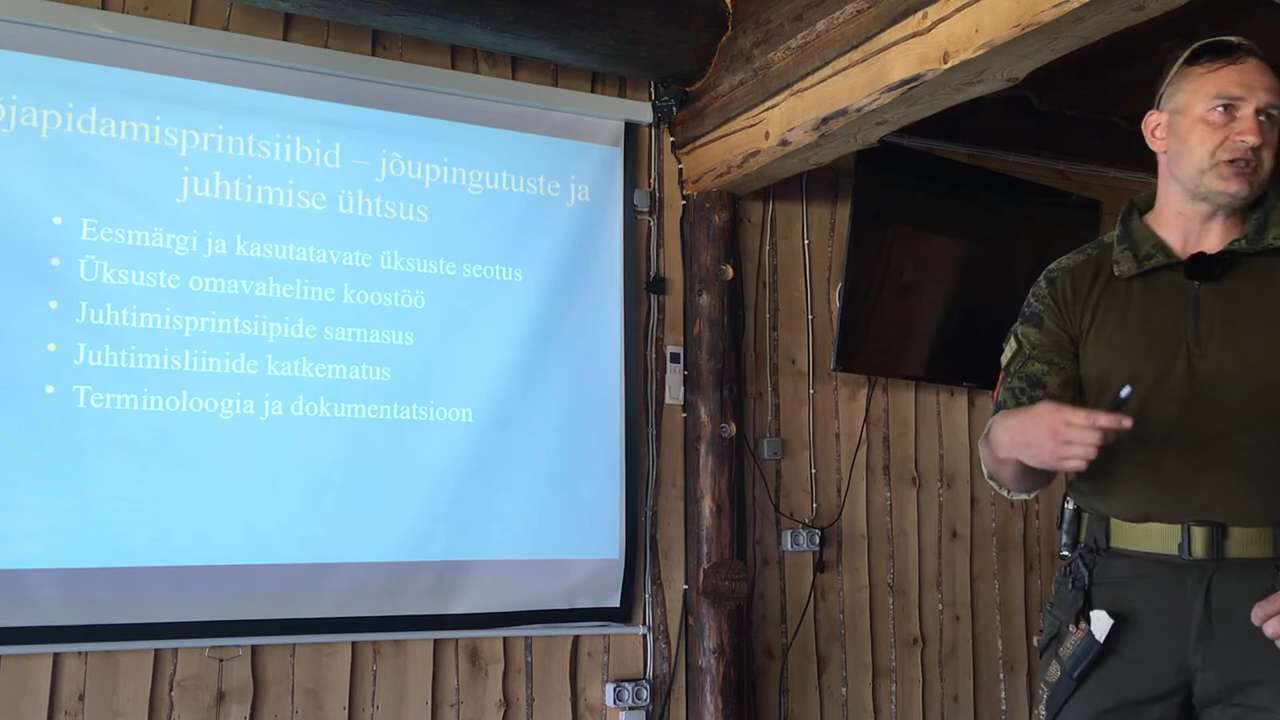 õjapidamisprintsiibid – jõupingutuste ja
juhtimise ühtsus
• Eesmärgi ja kasutatavate üksuste seotus
• Üksuste omavaheline koostöö
• Juhtimisprintsiipide sarnasus
• Juhtimisliinide katkematus
• Terminoloogia ja dokumentatsioon